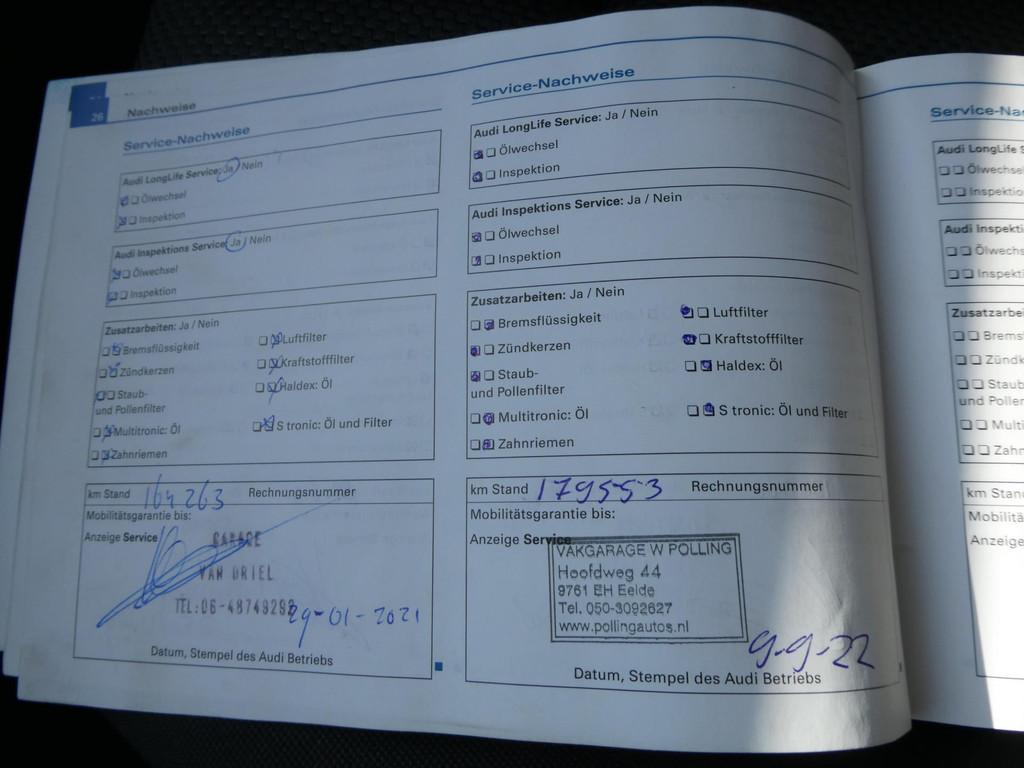 26 Nachweise
Service-Nachweise
Audi LongLife Service: Ja / Nein
Ölwechsel
Inspektion
Audi Inspektions Service: Ja / Nein
Ölwechsel
Inspektion
Zusatzarbeiten: Ja / Nein
Bremsflüssigkeit
Zündkerzen
Staub-
und Pollenfilter
Multitronic: Öl
Zahnriemen
Luftfilter
Kraftstofffilter
Haldex: Öl
S tronic: Öl und Filter
km Stand 164263 Rechnungsnummer
Mobilitätsgarantie bis:
Anzeige Service
GARAGE
VAN DRIEL
TEL:06-48749292
29-01-2021
Datum, Stempel des Audi Betriebs
Service-Nachweise
Audi LongLife Service: Ja / Nein
Ölwechsel
Inspektion
Audi Inspektions Service: Ja / Nein
Ölwechsel
Inspektion
Zusatzarbeiten: Ja / Nein
Bremsflüssigkeit
Zündkerzen
Staub-
und Pollenfilter
Multitronic: Öl
Zahnriemen
Luftfilter
Kraftstofffilter
Haldex: Öl
S tronic: Öl und Filter
km Stand 179553 Rechnungsnummer
Mobilitätsgarantie bis:
Anzeige Service
VAKGARAGE W POLLING
Hoofdweg 44
9761 EH Eelde
Tel. 050-3092627
www.pollingautos.nl
9-9-22
Datum, Stempel des Audi Betriebs
Service-Na
Audi LongLife S
Ölwechse
Inspektio
Audi Inspekti
Ölwechs
Inspekt
Zusatzarbe
Brems
Zündk
Staub
und Poller
Multi
Zahn
km Stand
Mobilitä
Anzeige